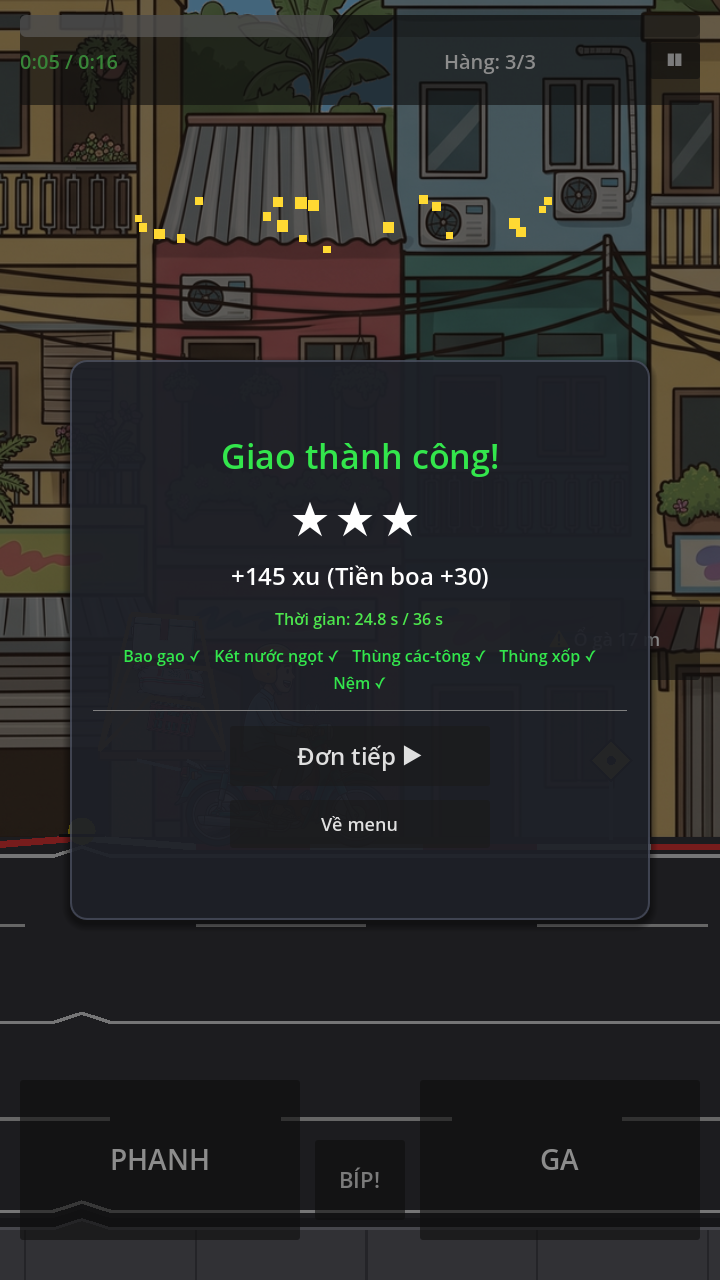 0:05 / 0:16
Hàng: 3/3
Giao thành công!
★ ★ ★
+145 xu (Tiền boa +30)
Thời gian: 24.8 s / 36 s
Bao gạo ✓ Két nước ngọt ✓ Thùng các-tông ✓ Thùng xốp ✓
Nệm ✓
Ổ gà 17 m
Đơn tiếp ▶
Về menu
PHANH
BÍP!
GA